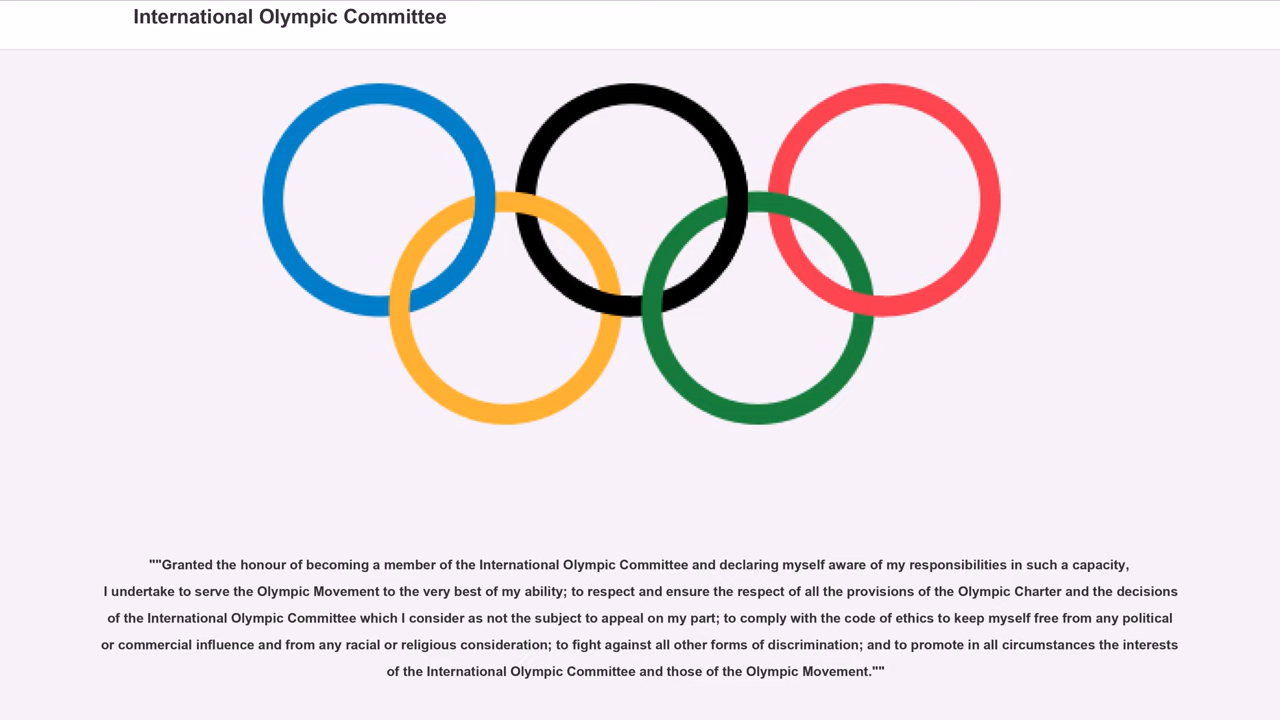 International Olympic Committee
""Granted the honour of becoming a member of the International Olympic Committee and declaring myself aware of my responsibilities in such a capacity,
I undertake to serve the Olympic Movement to the very best of my ability; to respect and ensure the respect of all the provisions of the Olympic Charter and the decisions
of the International Olympic Committee which I consider as not the subject to appeal on my part; to comply with the code of ethics to keep myself free from any political
or commercial influence and from any racial or religious consideration; to fight against all other forms of discrimination; and to promote in all circumstances the interests
of the International Olympic Committee and those of the Olympic Movement.""